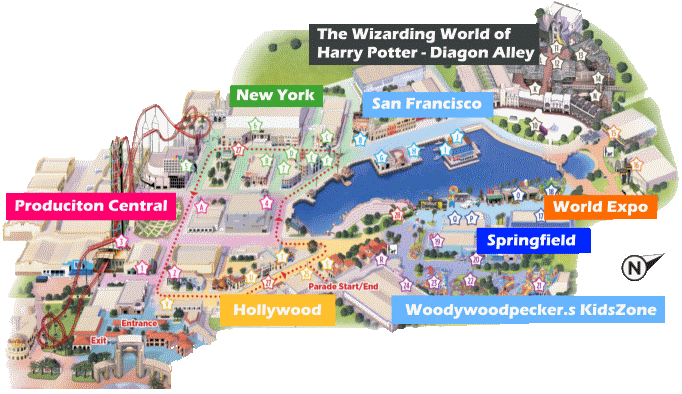 The Wizarding World of
Harry Potter - Diagon Alley
New York
San Francisco
Produciton Central
World Expo
Springfield
Parade Start/End
Hollywood
Woodywoodpecker.s KidsZone
Entrance
Exit
N